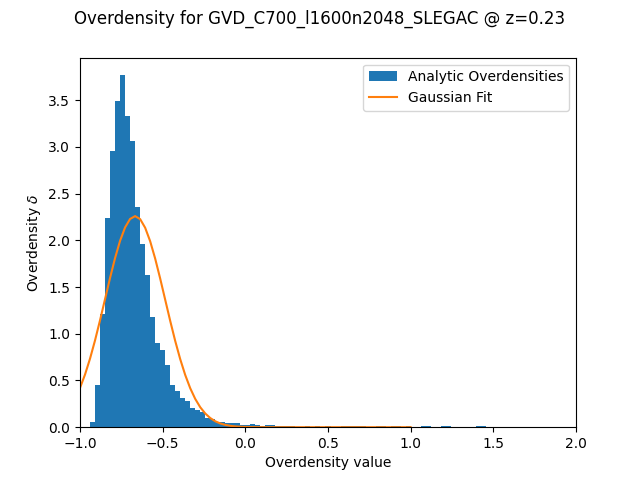 Overdensity for GVD_C700_l1600n2048_SLEGAC @ z=0.23
Analytic Overdensities
Gaussian Fit
Overdensity δ
3.5
3.0
2.5
2.0
1.5
1.0
0.5
0.0
−1.0 −0.5 0.0 0.5 1.0 1.5 2.0
Overdensity value